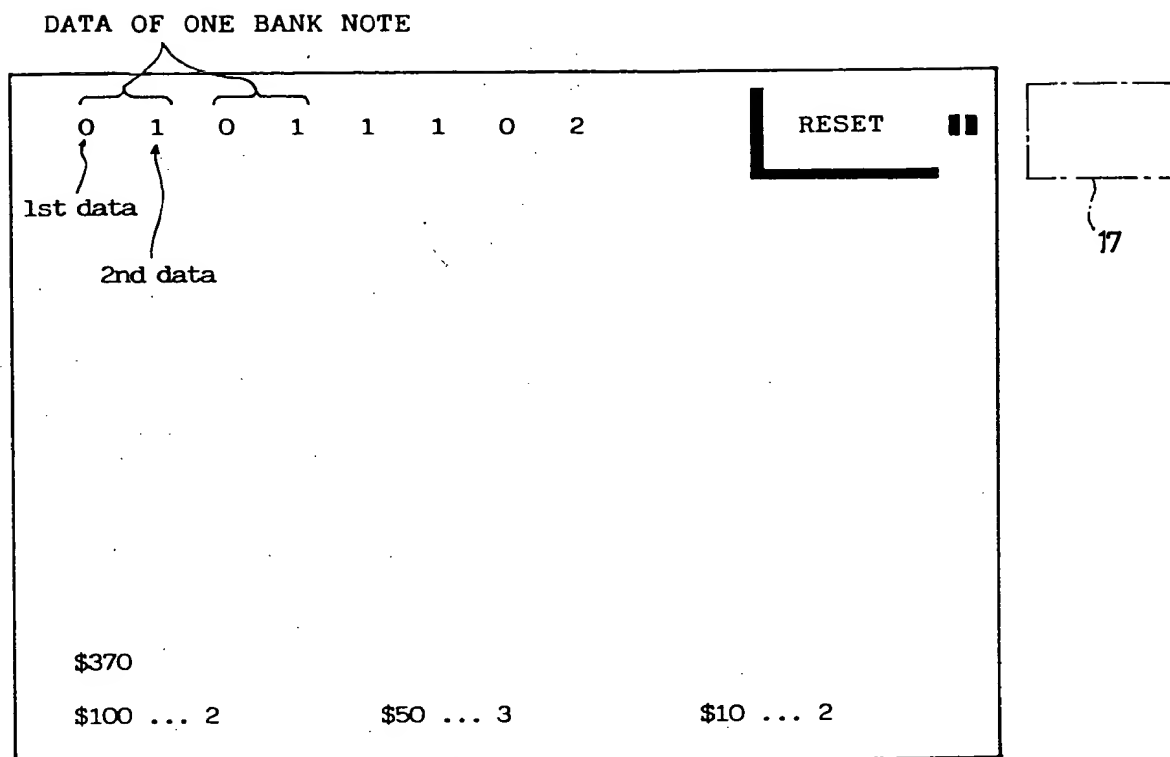 DATA OF ONE BANK NOTE
0 1 0 1 1 1 0 2 RESET
1st data
17
2nd data
$370
$100 ... 2 $50 ... 3 $10 ... 2